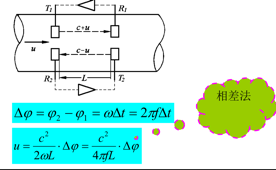 T₁ R₁
c+u
u
c−u
R₂ L T₂
相差法
Δφ = φ₂ − φ₁ = ωΔt = 2πfΔt
u = c²/2ωL · Δφ = c²/4πfL · Δφ